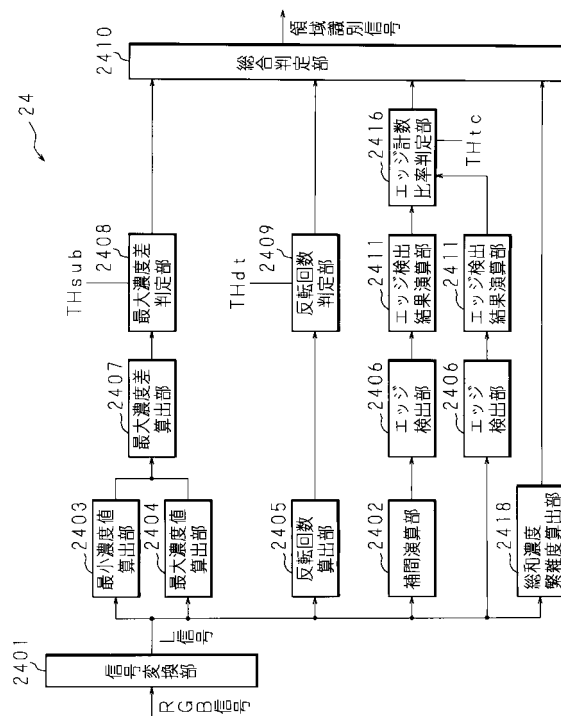 24
RGB信号
2401
信号変換部
L信号
2403
最小濃度値
算出部
2404
最大濃度値
算出部
2407
最大濃度差
算出部
THsub
2408
最大濃度差
判定部
2405
反転回数
算出部
THdt
2409
反転回数
判定部
2402
補間演算部
2406
エッジ
検出部
2411
エッジ検出
結果演算部
2406
エッジ
検出部
2411
エッジ検出
結果演算部
2416
エッジ計数
比率判定部
THtc
2418
総和濃度
繁雑度算出部
2410
総合判定部
領域識別信号